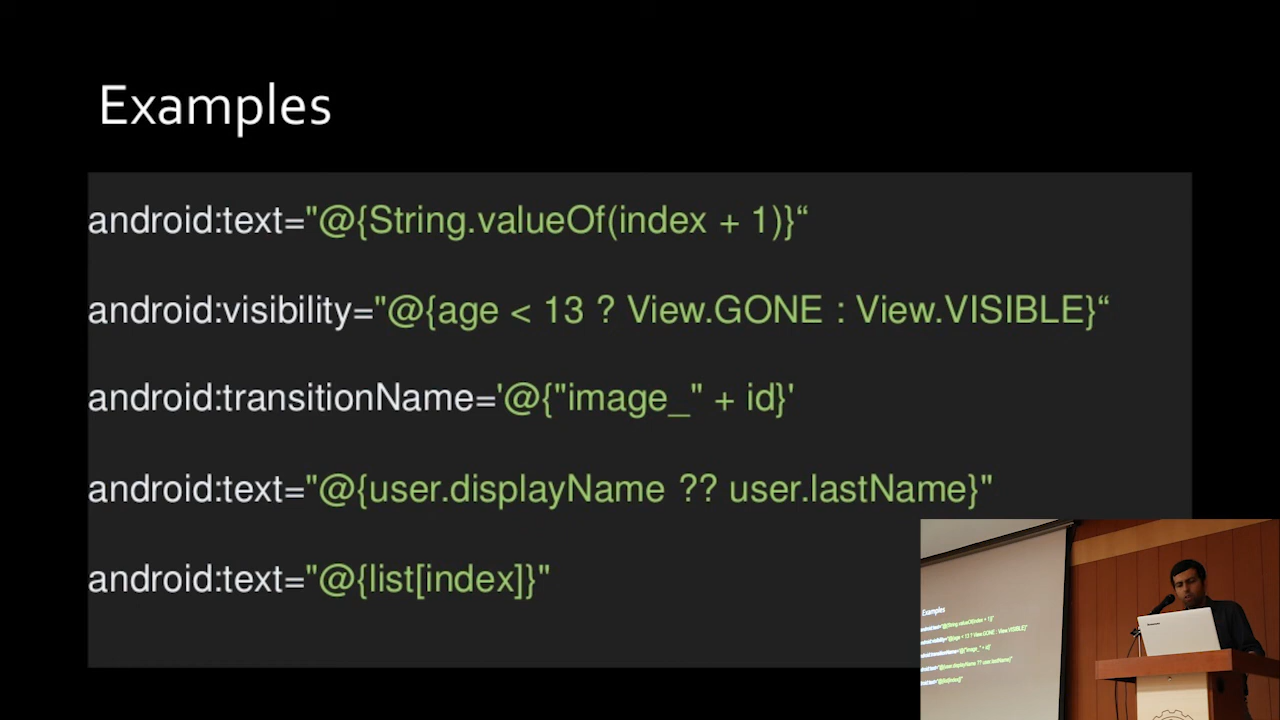 Examples
android:text="@{String.valueOf(index + 1)}“
android:visibility="@{age < 13 ? View.GONE : View.VISIBLE}“
android:transitionName='@{"image_" + id}'
android:text="@{user.displayName ?? user.lastName}"
android:text="@{list[index]}"
Examples